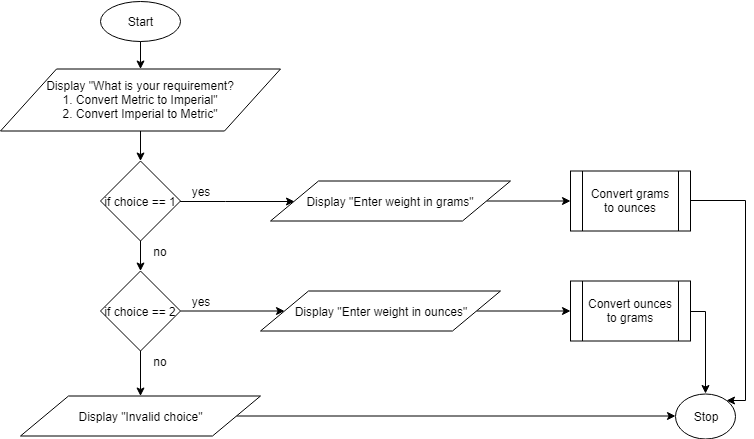 Start
Display "What is your requirement?
1. Convert Metric to Imperial"
2. Convert Imperial to Metric"
if choice == 1
yes
Display "Enter weight in grams"
Convert grams
to ounces
no
if choice == 2
yes
Display "Enter weight in ounces"
Convert ounces
to grams
no
Display "Invalid choice"
Stop